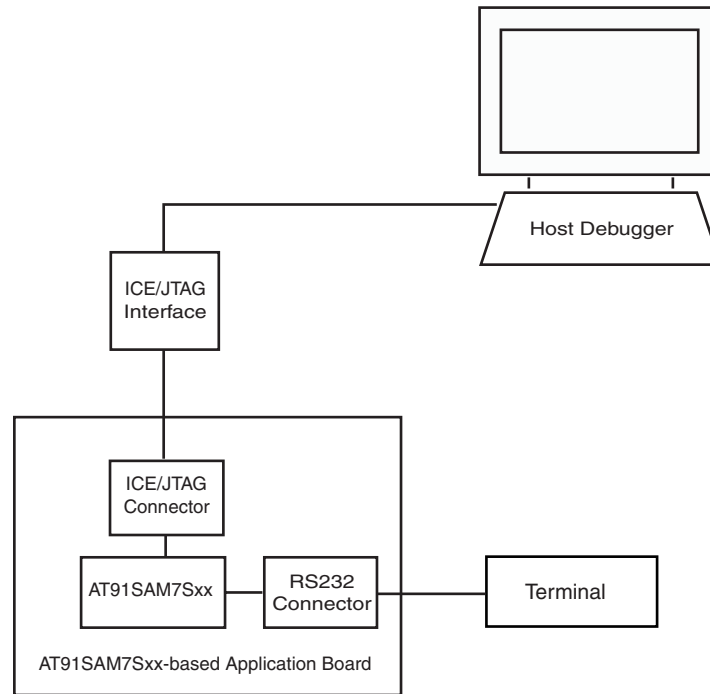 Host Debugger
ICE/JTAG
Interface
ICE/JTAG
Connector
AT91SAM7Sxx
RS232
Connector
Terminal
AT91SAM7Sxx-based Application Board